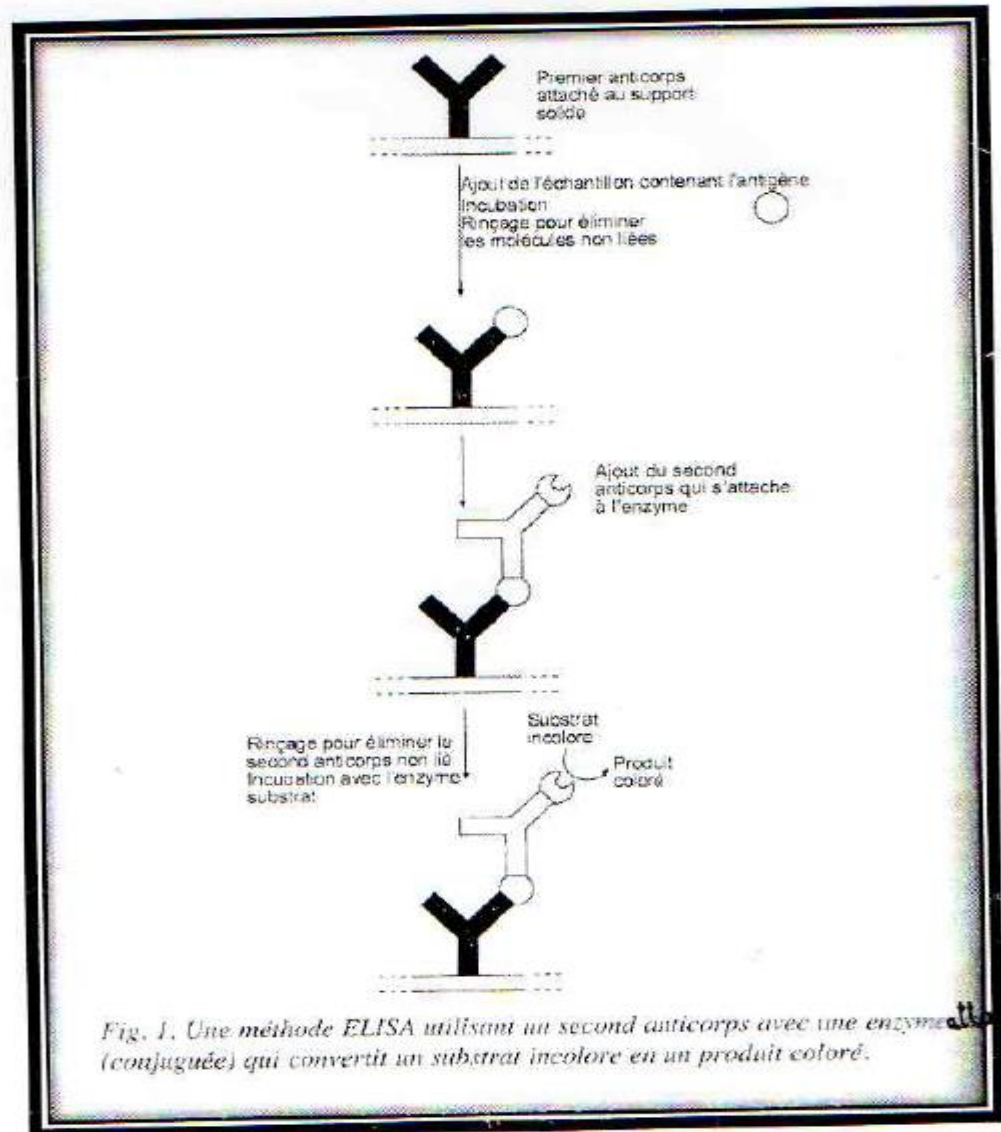 Premier anticorps
attaché au support
solide
Ajout de l'échantillon contenant l'antigène
Incubation
Rinçage pour éliminer
les molécules non liées
Ajout du second
anticorps qui s'attache
à l'enzyme
Rinçage pour éliminer le
second anticorps non lié
Incubation avec l'enzyme
substrat
Substrat
incolore
Produit
coloré
Fig. 1. Une méthode ELISA utilisant un second anticorps avec une enzyme
(conjuguée) qui convertit un substrat incolore en un produit coloré.